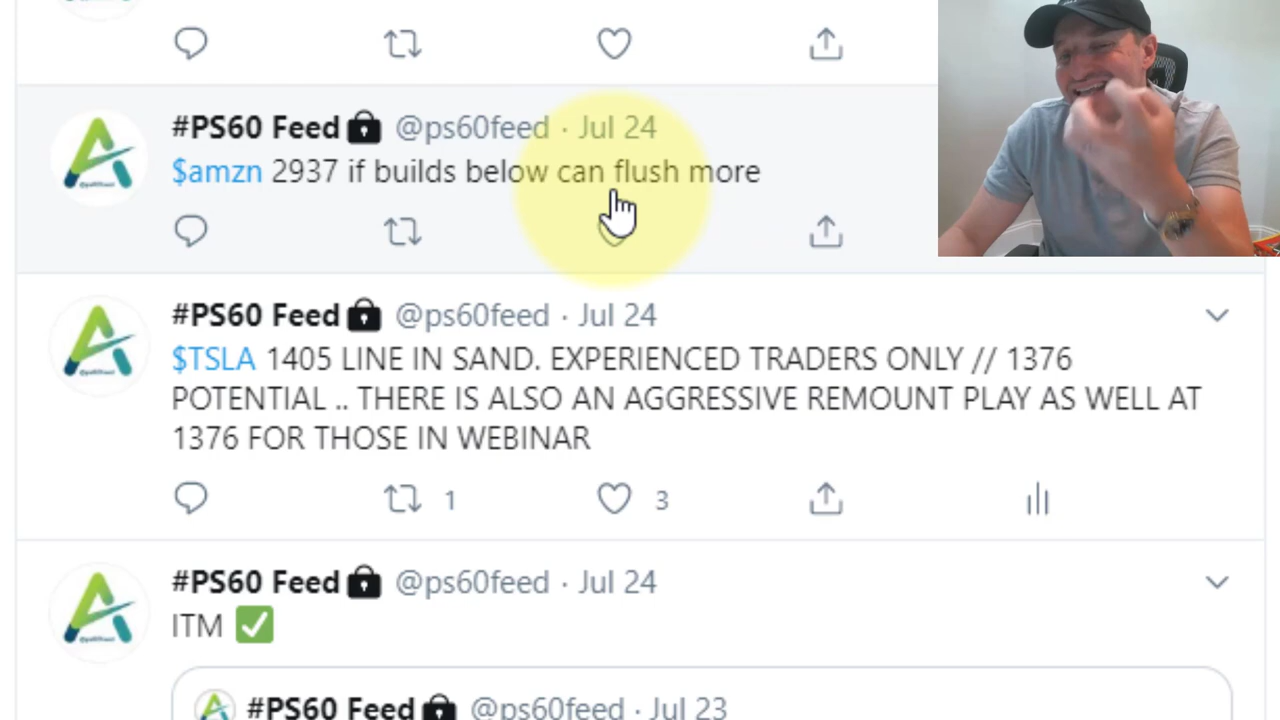 #PS60 Feed🔒 @ps60feed · Jul 24
$amzn 2937 if builds below can flush more
#PS60 Feed🔒 @ps60feed · Jul 24
$TSLA 1405 LINE IN SAND. EXPERIENCED TRADERS ONLY // 1376
POTENTIAL .. THERE IS ALSO AN AGGRESSIVE REMOUNT PLAY AS WELL AT
1376 FOR THOSE IN WEBINAR
1 3
#PS60 Feed🔒 @ps60feed · Jul 24
ITM ✅
#PS60 Feed🔒 @ps60feed · Jul 23